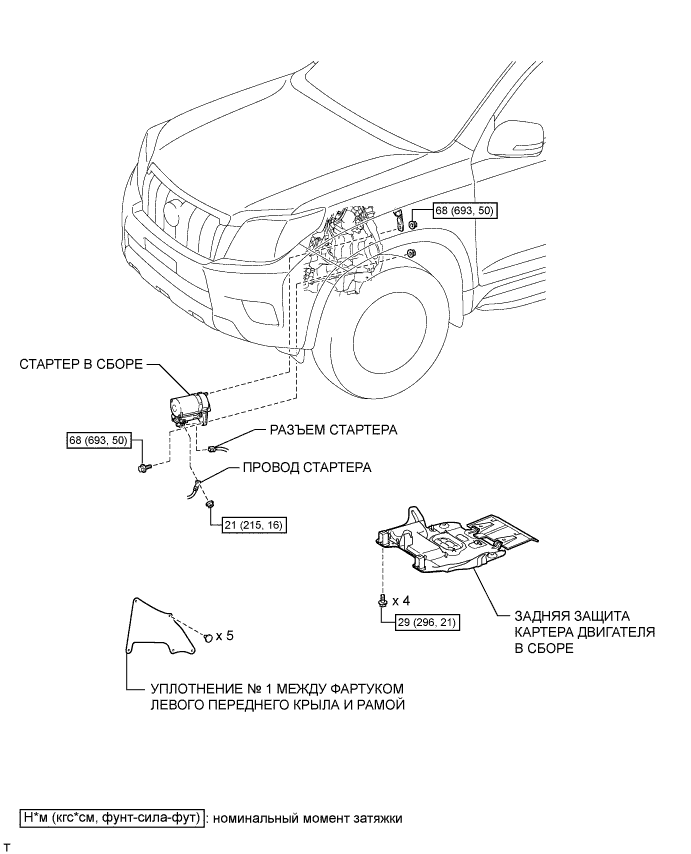 68 (693, 50)
СТАРТЕР В СБОРЕ
РАЗЪЕМ СТАРТЕРА
68 (693, 50)
ПРОВОД СТАРТЕРА
21 (215, 16)
x 4
29 (296, 21)
ЗАДНЯЯ ЗАЩИТА
КАРТЕРА ДВИГАТЕЛЯ
В СБОРЕ
x 5
УПЛОТНЕНИЕ № 1 МЕЖДУ ФАРТУКОМ
ЛЕВОГО ПЕРЕДНЕГО КРЫЛА И РАМОЙ
Н*м (кгс*см, фунт-сила-фут) : номинальный момент затяжки
т